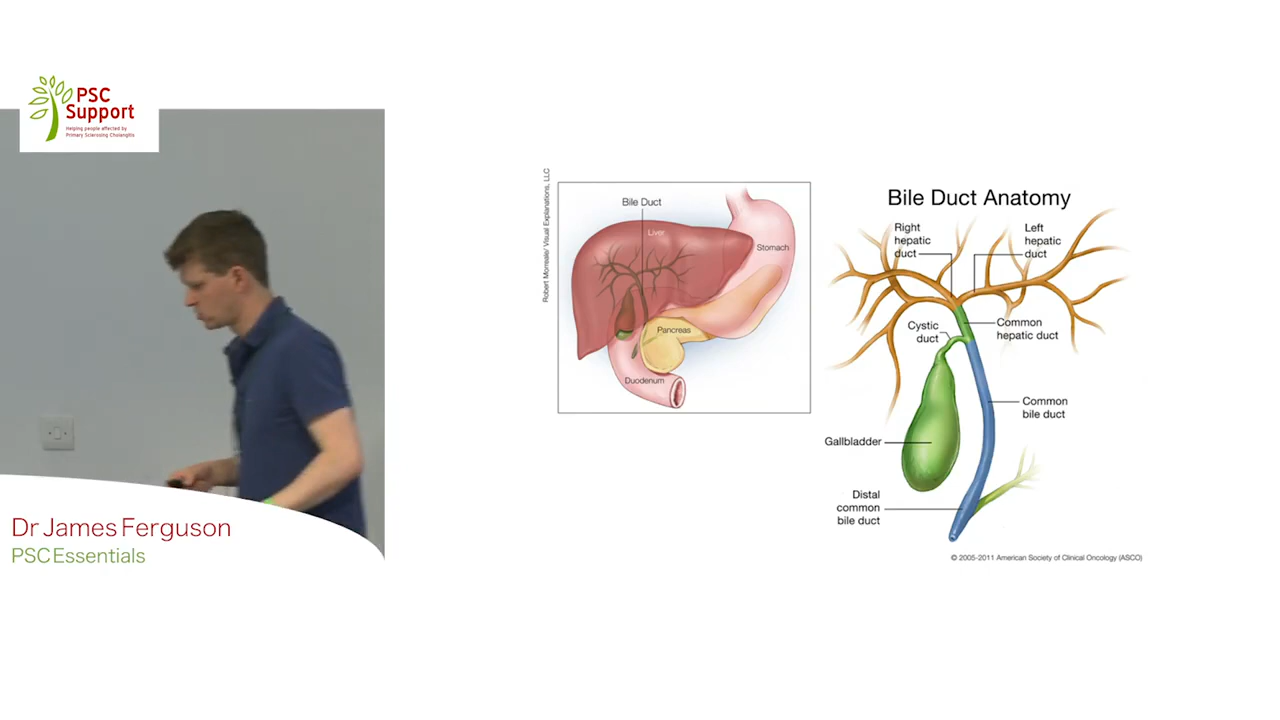 PSC
Support
Helping people affected by
Primary Sclerosing Cholangitis
Dr James Ferguson
PSC Essentials
Robert Morreale/ Visual Explanations, LLC
Bile Duct
Liver
Stomach
Pancreas
Duodenum
Bile Duct Anatomy
Right
hepatic
duct
Left
hepatic
duct
Cystic
duct
Common
hepatic duct
Common
bile duct
Gallbladder
Distal
common
bile duct
© 2005-2011 American Society of Clinical Oncology (ASCO)